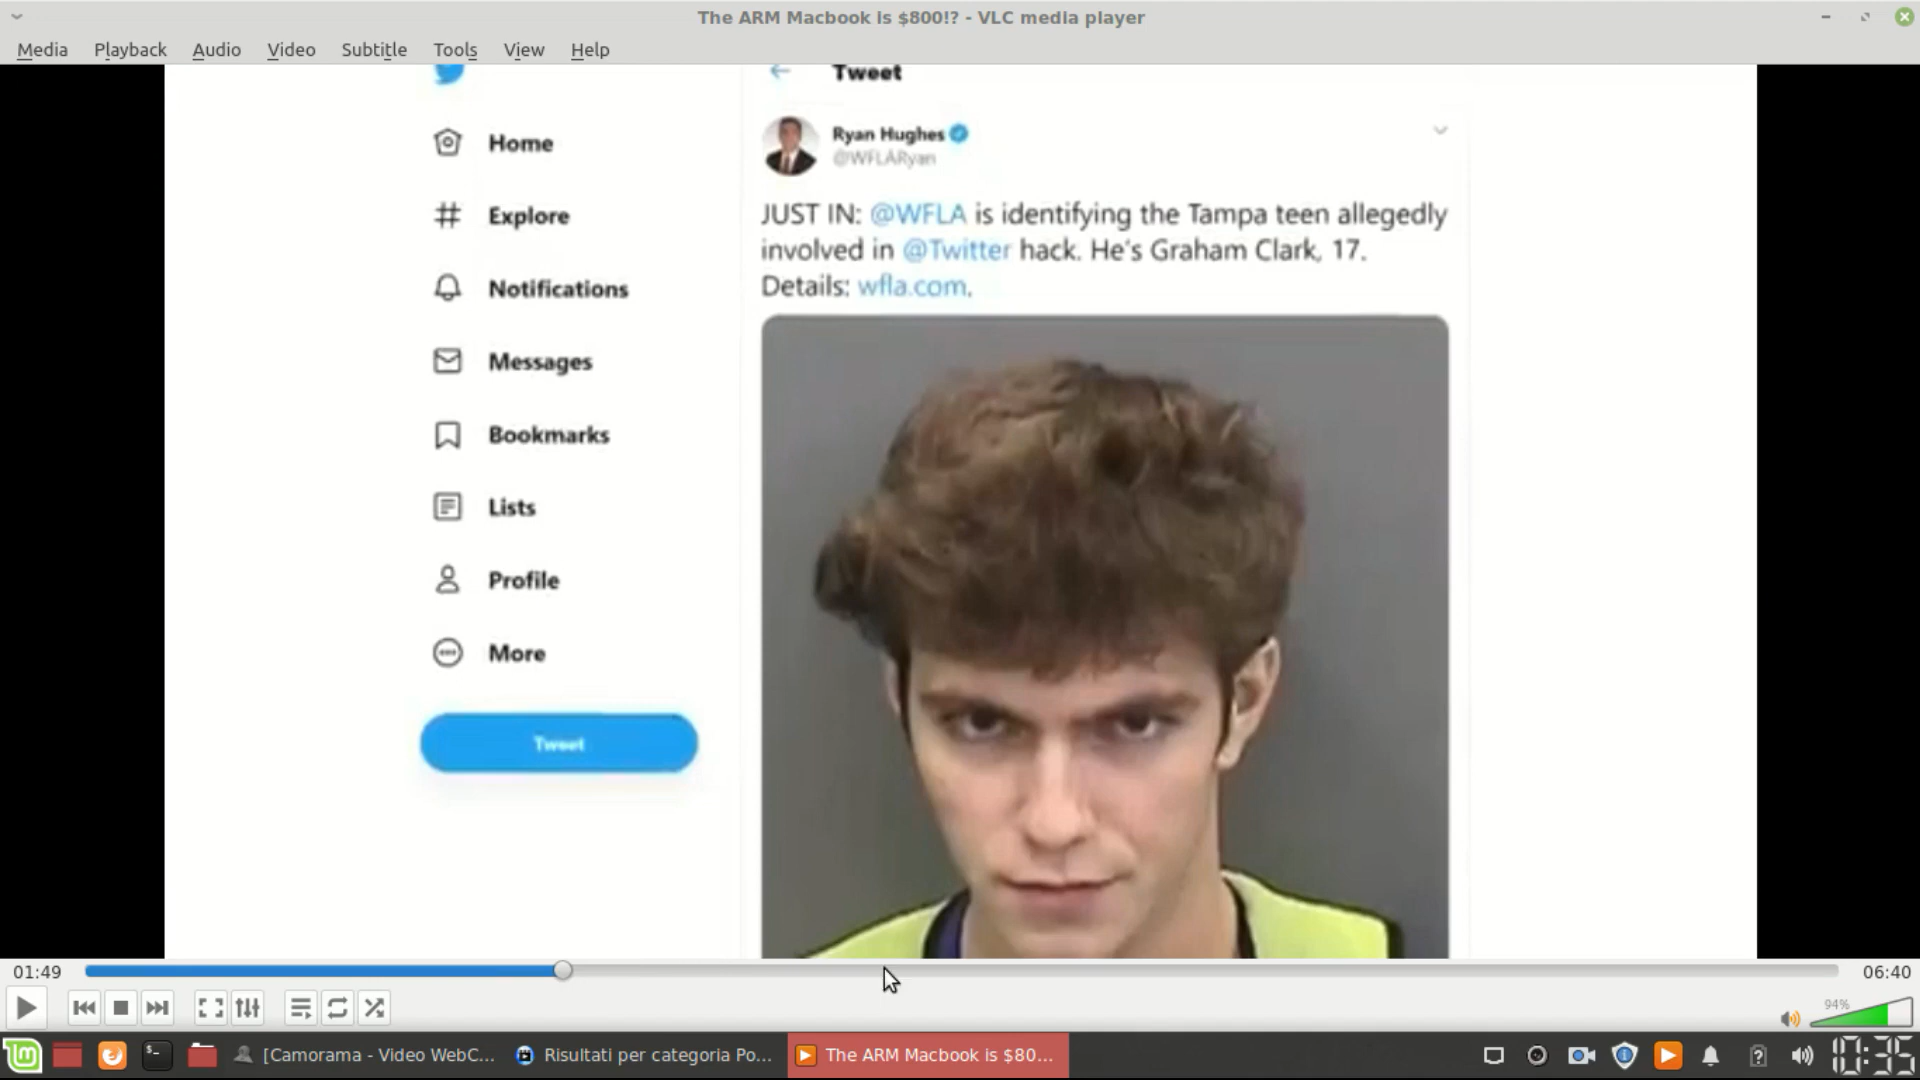 The ARM Macbook is $800!? - VLC media player
Media Playback Audio Video Subtitle Tools View Help
Tweet
Ryan Hughes
@WFLARyan
Home
Explore
Notifications
Messages
Bookmarks
Lists
Profile
More
Tweet
JUST IN: @WFLA is identifying the Tampa teen allegedly
involved in @Twitter hack. He's Graham Clark, 17.
Details: wfla.com.
01:49
06:40
94%
[Camorama - Video WebC...
Risultati per categoria Po...
The ARM Macbook is $80...
10:35